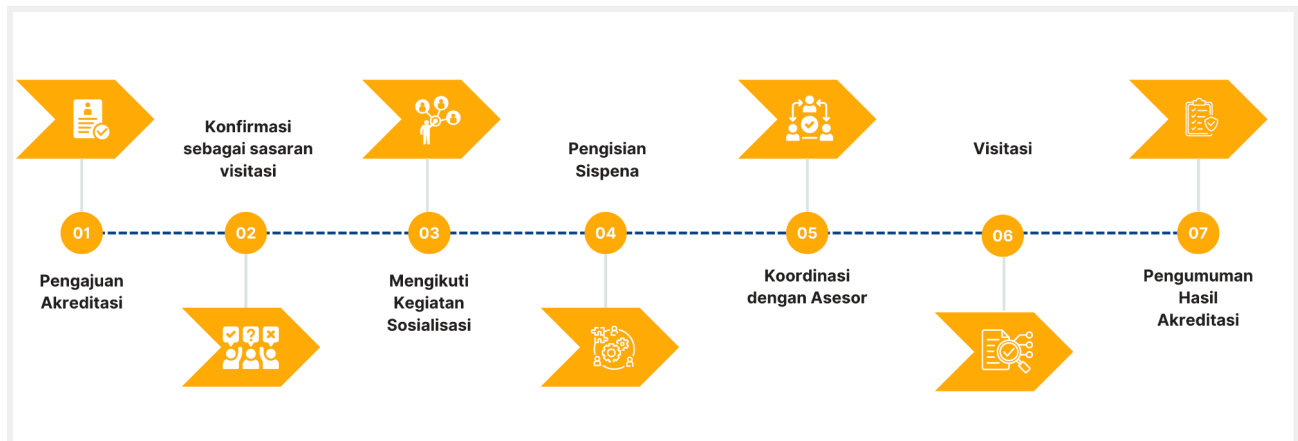 01
Pengajuan
Akreditasi
Konfirmasi
sebagai sasaran
visitasi
02
03
Mengikuti
Kegiatan
Sosialisasi
Pengisian
Sispena
04
05
Koordinasi
dengan Asesor
Visitasi
06
07
Pengumuman
Hasil
Akreditasi